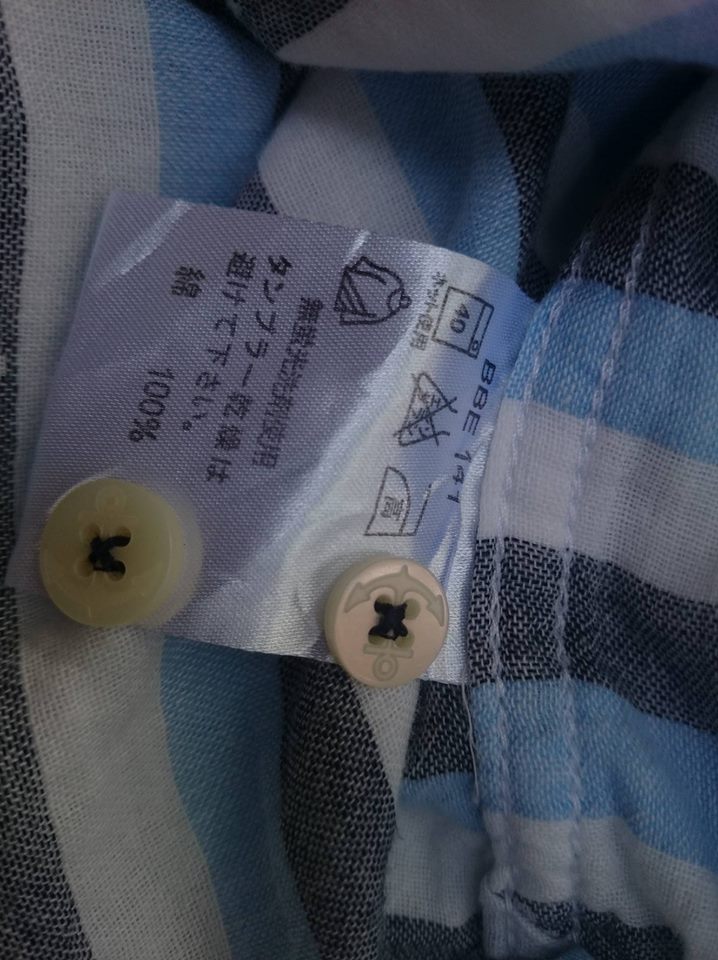 BBE 141
40
高
ネット使用
無蛍光洗剤使用
タンブラー乾燥は
避けて下さい。
綿 100%